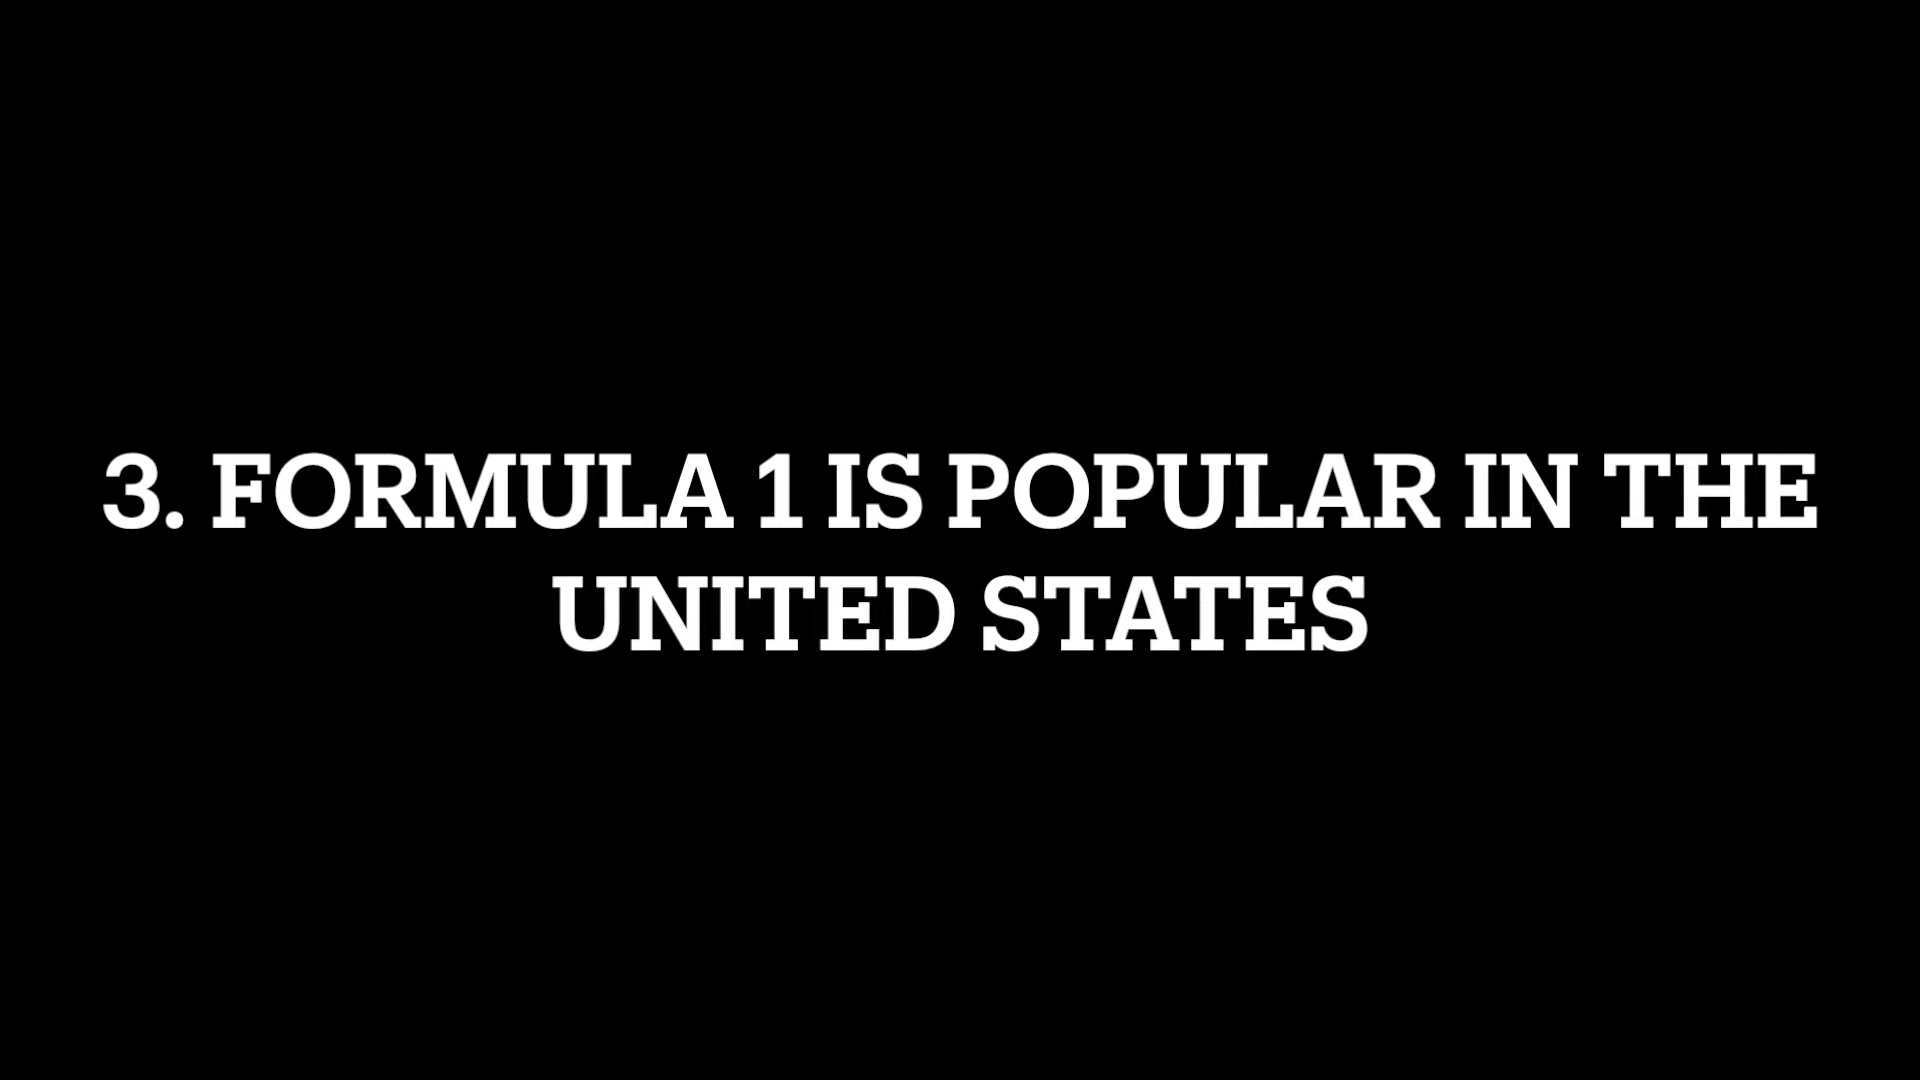 3. FORMULA 1 IS POPULAR IN THE
UNITED STATES